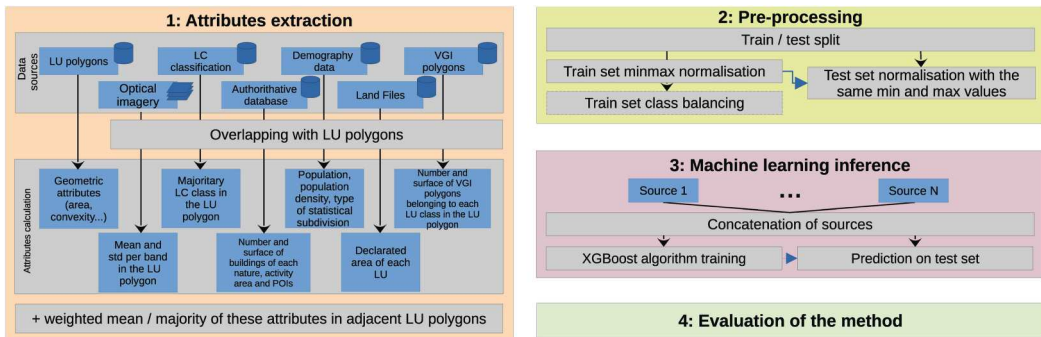 1: Attributes extraction
Data
sources
LU polygons
LC
classification
Demography
data
VGI
polygons
Optical
imagery
Authorithative
database
Land Files
Overlapping with LU polygons
Attributes calculation
Geometric
attributes
(area,
convexity...)
Majoritary
LC class in
the LU
polygon
Population,
population
density, type
of statistical
subdivision
Number and
surface of VGI
polygons
belonging to each
LU class in the LU
polygon
Mean and
std per band
in the LU
polygon
Number and
surface of
buildings of each
nature, activity
area and POIs
Declarated
area of each
LU
+ weighted mean / majority of these attributes in adjacent LU polygons
2: Pre-processing
Train / test split
Train set minmax normalisation
Train set class balancing
Test set normalisation with the
same min and max values
3: Machine learning inference
Source 1
...
Source N
Concatenation of sources
XGBoost algorithm training
Prediction on test set
4: Evaluation of the method